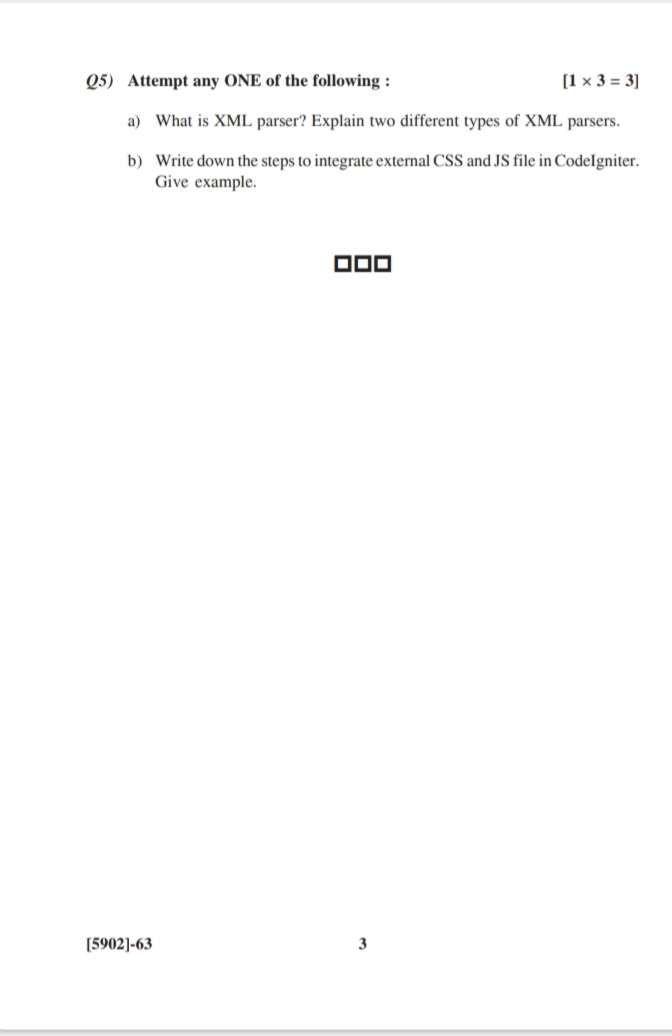 Q5) Attempt any ONE of the following : [1 × 3 = 3]
a) What is XML parser? Explain two different types of XML parsers.
b) Write down the steps to integrate external CSS and JS file in CodeIgniter.
Give example.
[5902]-63 3